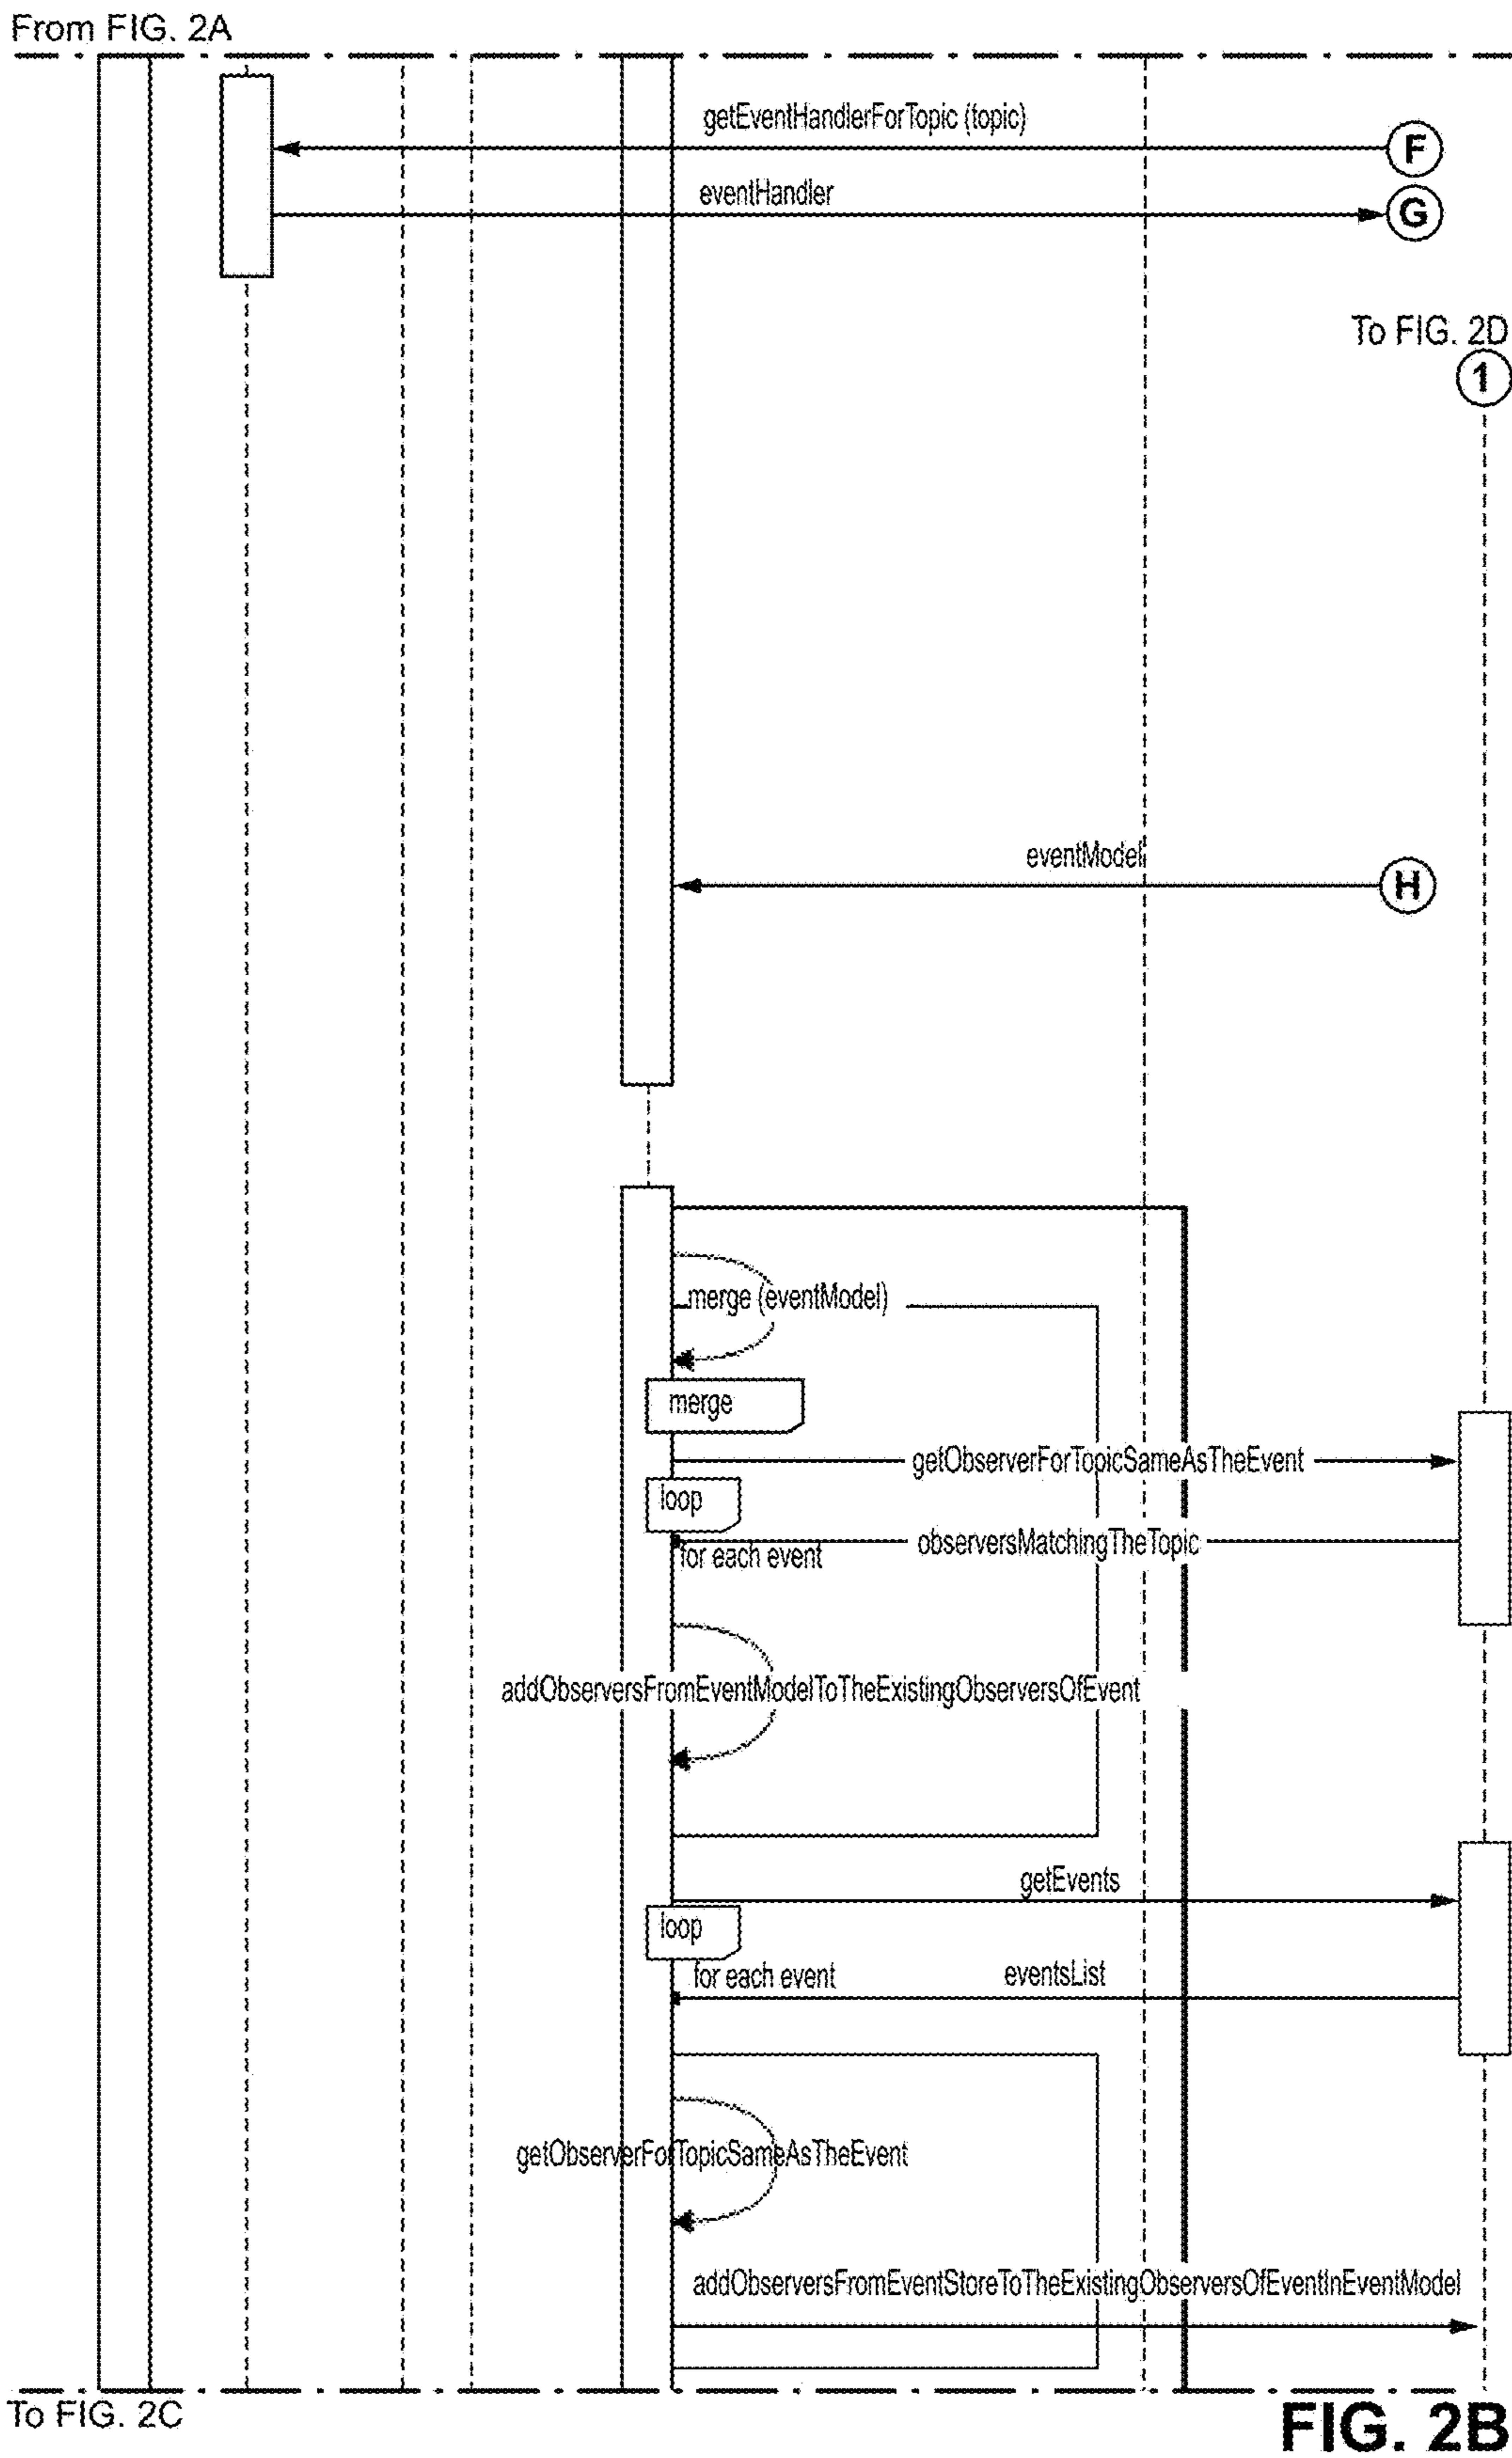 From FIG. 2A
getEventHandlerForTopic (topic)
F
eventHandler
G
To FIG. 2D
1
eventModel
H
merge (eventModel)
merge
getObserverForTopicSameAsTheEvent
loop
observersMatchingTheTopic
for each event
addObserversFromEventModelToTheExistingObserversOfEvent
getEvents
loop
for each event
eventsList
getObserverForTopicSameAsTheEvent
addObserversFromEventStoreToTheExistingObserversOfEventInEventModel
To FIG. 2C
FIG. 2B